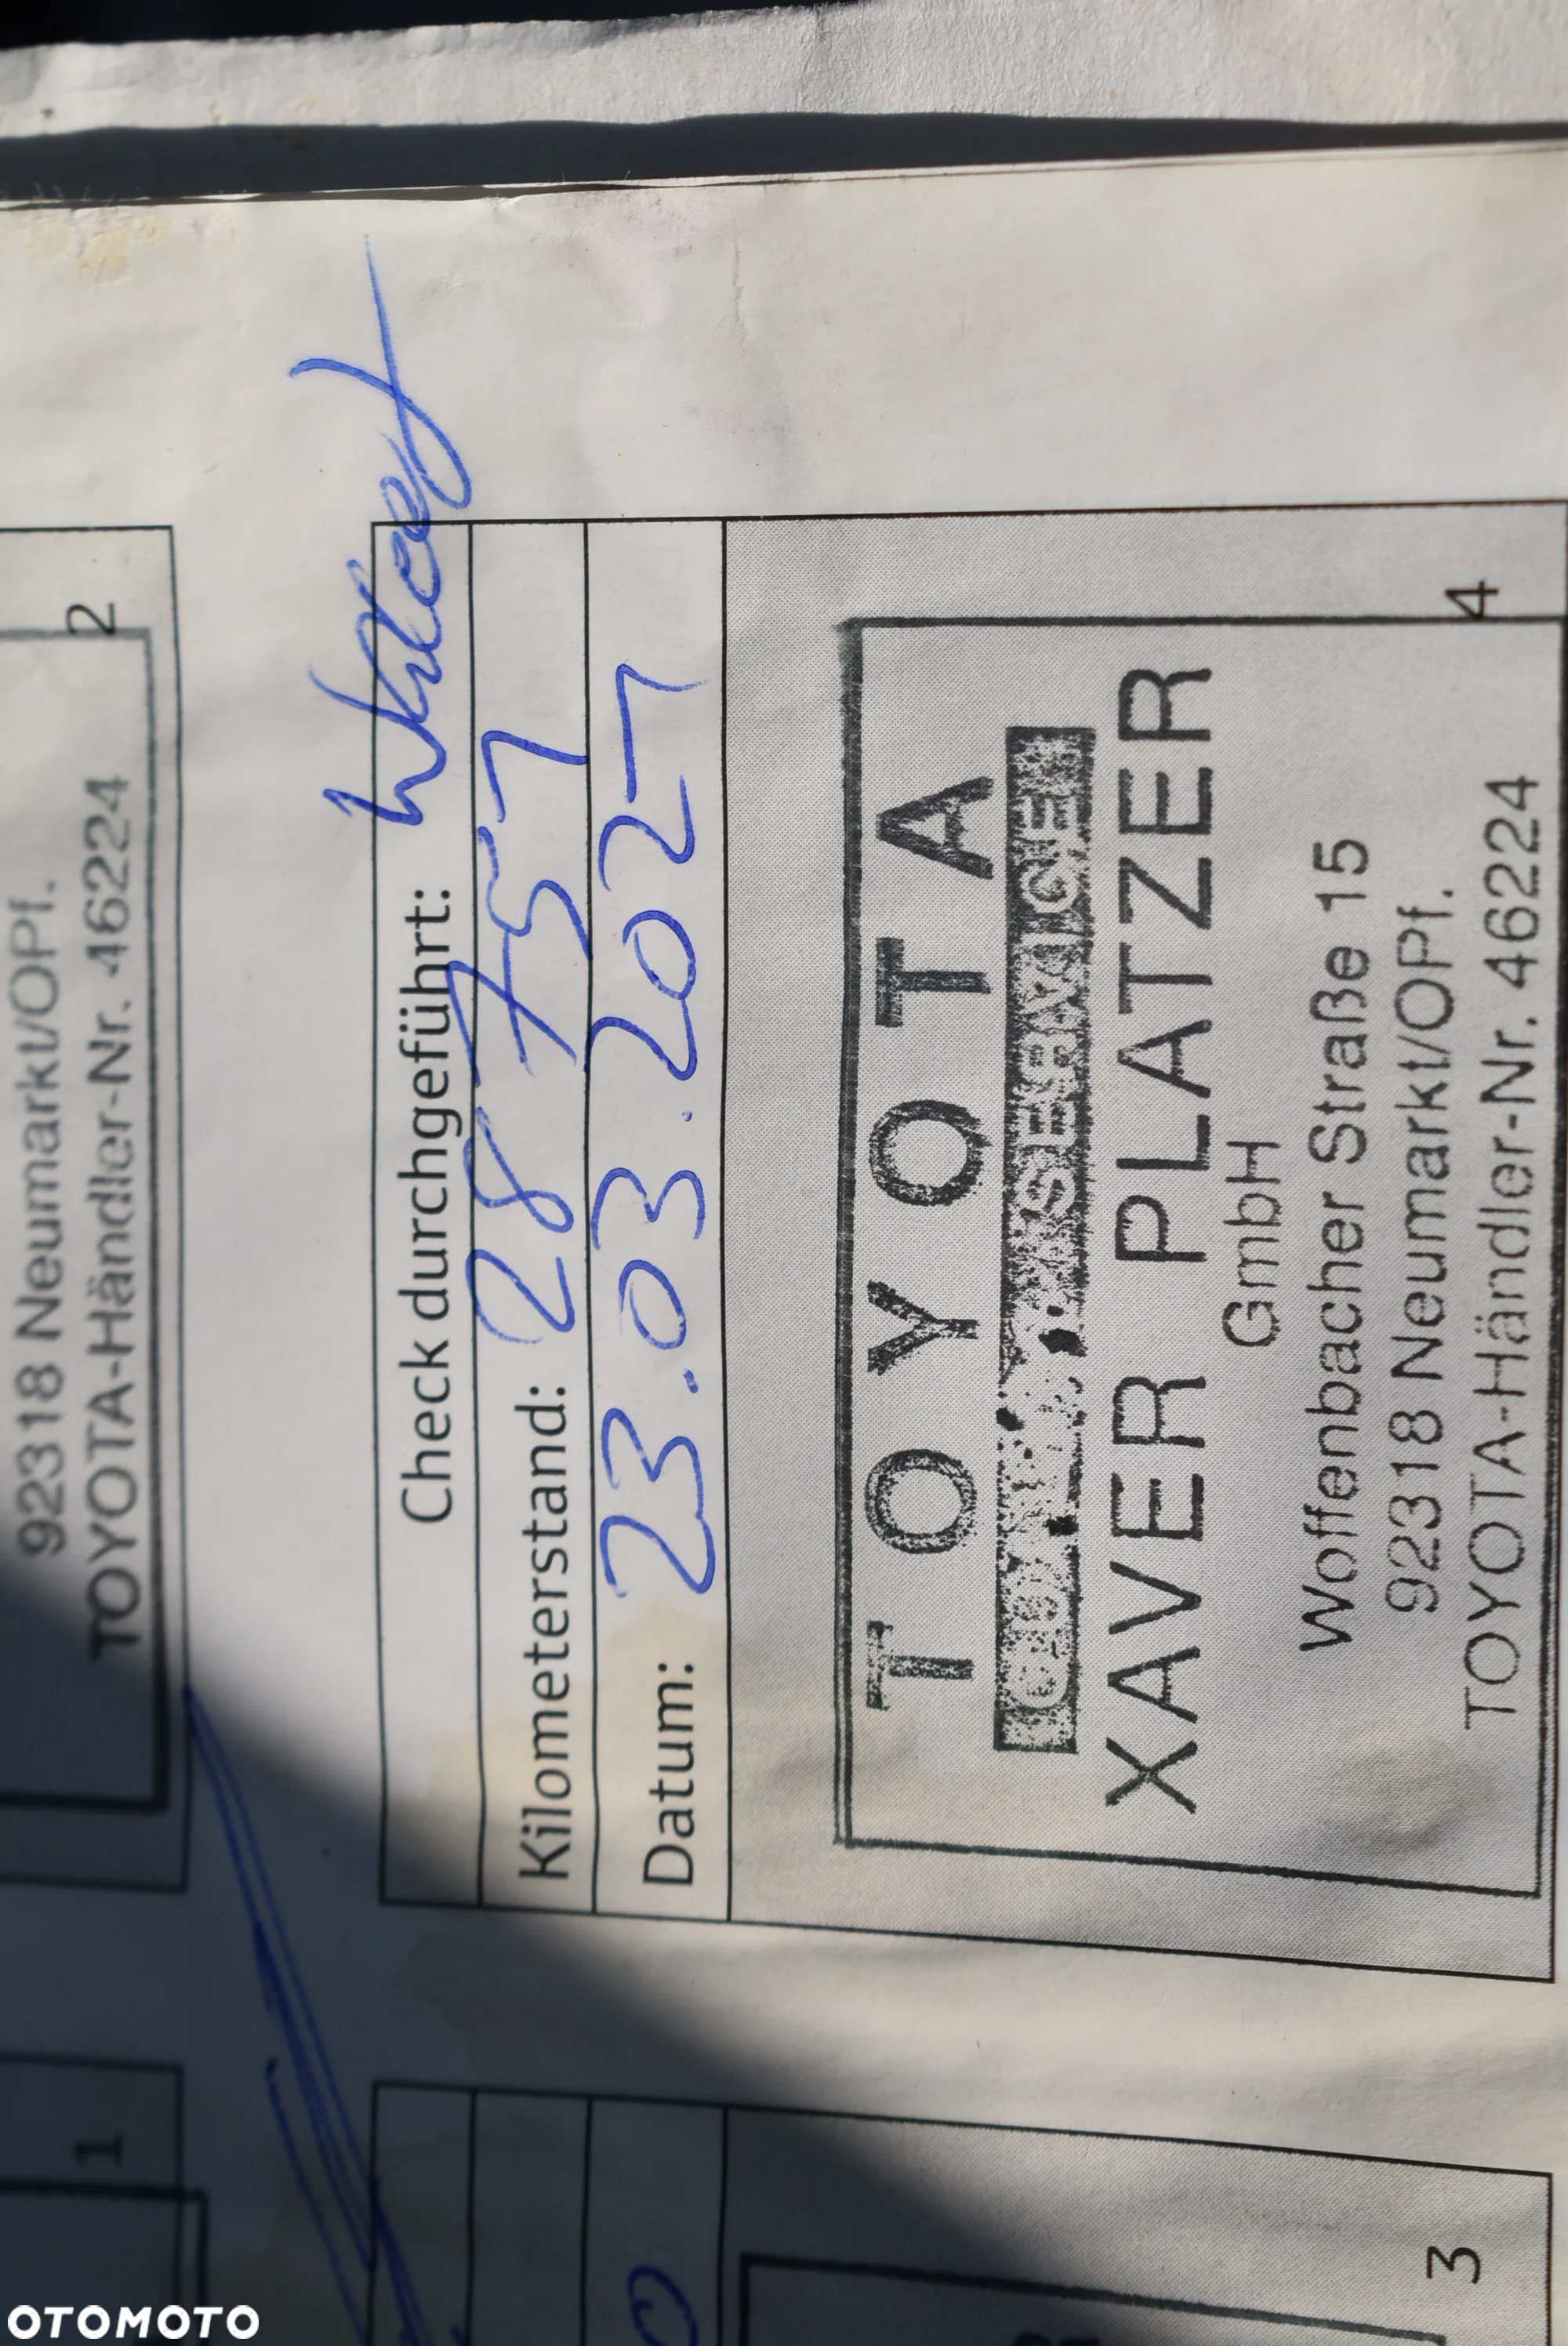 92318 Neumarkt/OPf.
TOYOTA-Händler-Nr. 46224
2
Check durchgeführt:
Kilometerstand: 28757
Datum: 23.03.2021
TOYOTA
SERVICE
XAVER PLATZER
GmbH
Woffenbacher Straße 15
92318 Neumarkt/OPf.
TOYOTA-Händler-Nr. 46224
4
1
3
OTOMOTO